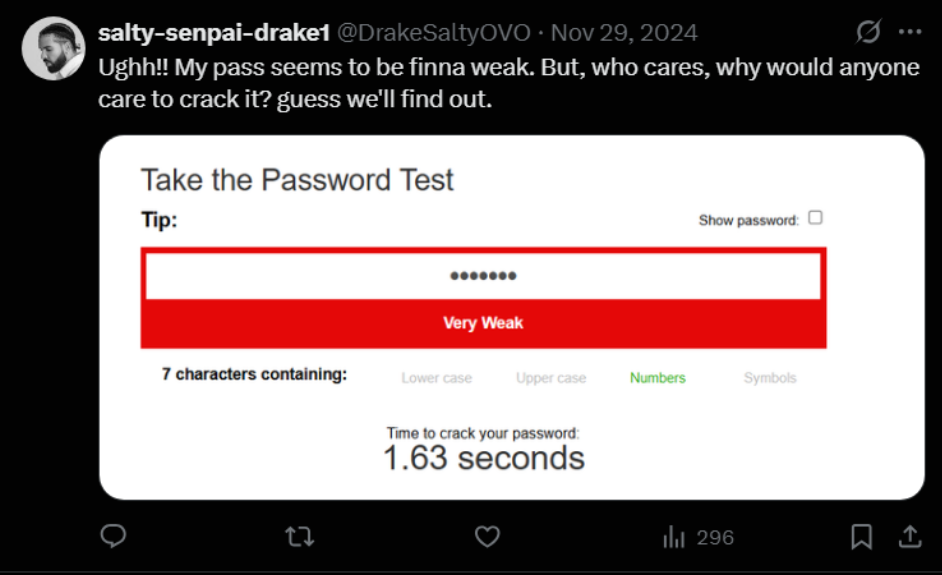 salty-senpai-drake1 @DrakeSaltyOVO · Nov 29, 2024
Ughh!! My pass seems to be finna weak. But, who cares, why would anyone
care to crack it? guess we'll find out.
Take the Password Test
Tip:
Show password:
•••••••
Very Weak
7 characters containing: Lower case Upper case Numbers Symbols
Time to crack your password:
1.63 seconds
296